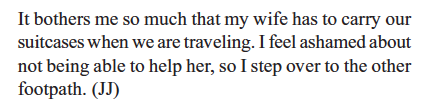 It bothers me so much that my wife has to carry our
suitcases when we are traveling. I feel ashamed about
not being able to help her, so I step over to the other
footpath. (JJ)